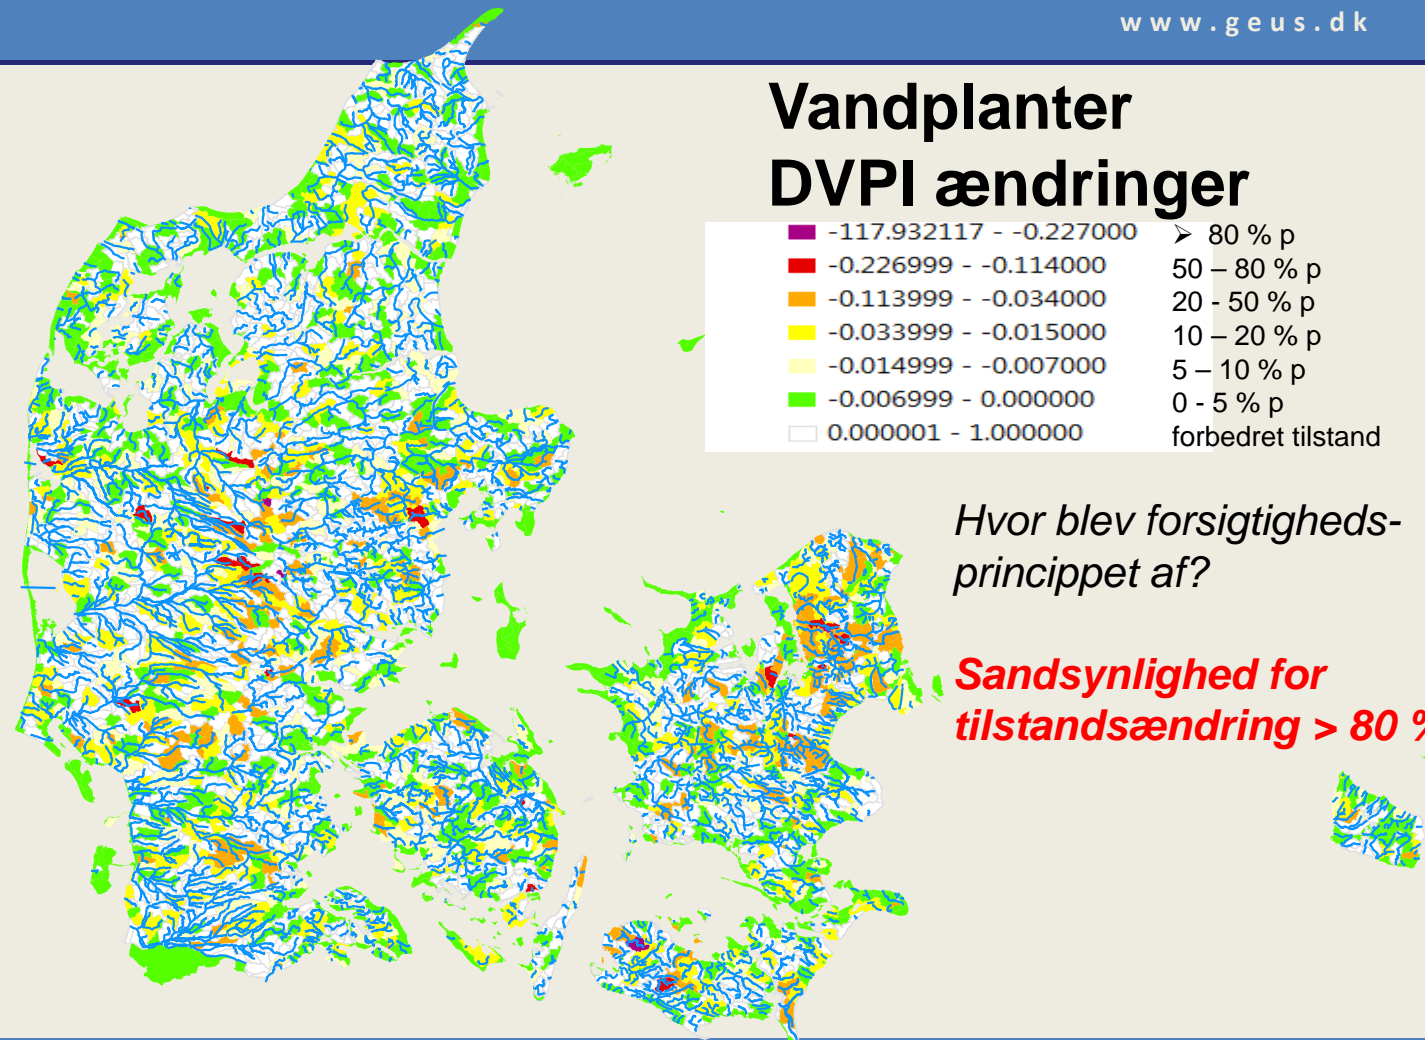 www.geus.dk
Vandplanter
DVPI ændringer
-117.932117 - -0.227000 ➢ 80 % p
-0.226999 - -0.114000 50 – 80 % p
-0.113999 - -0.034000 20 - 50 % p
-0.033999 - -0.015000 10 – 20 % p
-0.014999 - -0.007000 5 – 10 % p
-0.006999 - 0.000000 0 - 5 % p
0.000001 - 1.000000 forbedret tilstand
Hvor blev forsigtigheds-
princippet af?
Sandsynlighed for
tilstandsændring > 80 %